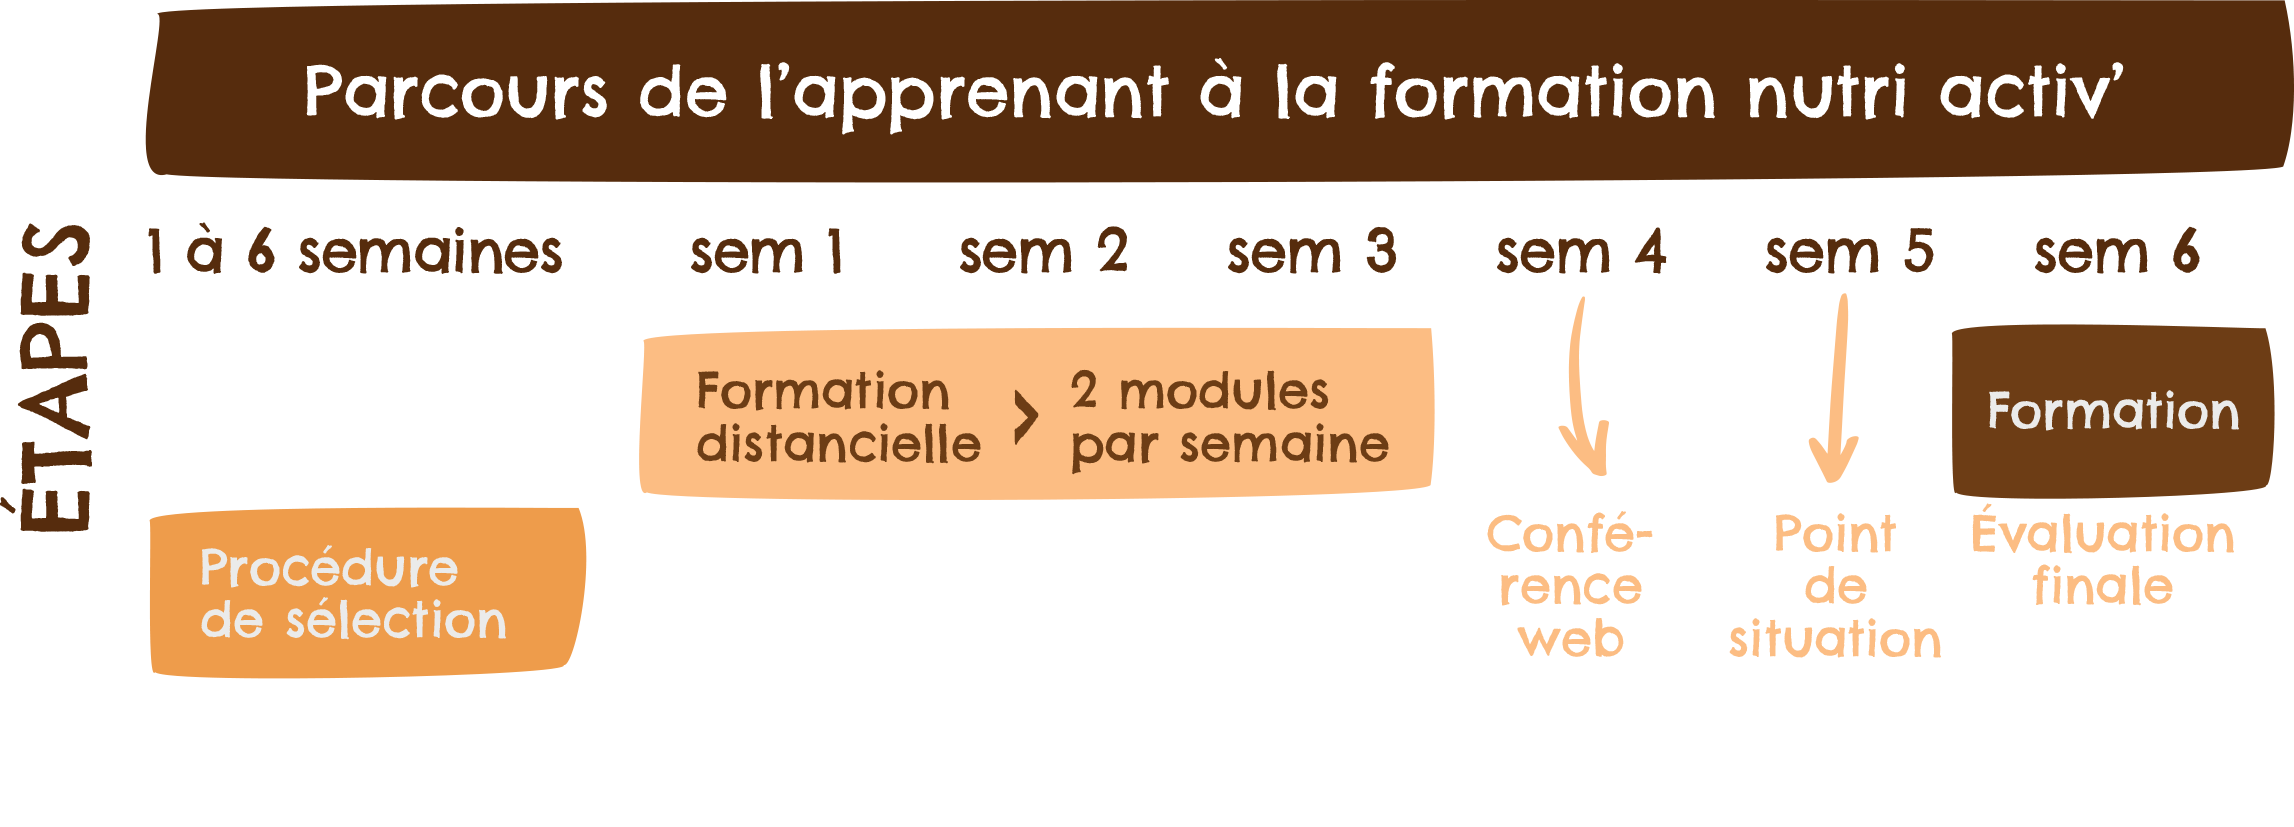 Parcours de l’apprenant à la formation nutri activ’
ÉTAPES
1 à 6 semaines
sem 1
sem 2
sem 3
sem 4
sem 5
sem 6
Procédure
de sélection
Formation
distancielle
>
2 modules
par semaine
Confé-
rence
web
Point
de
situation
Formation
Évaluation
finale